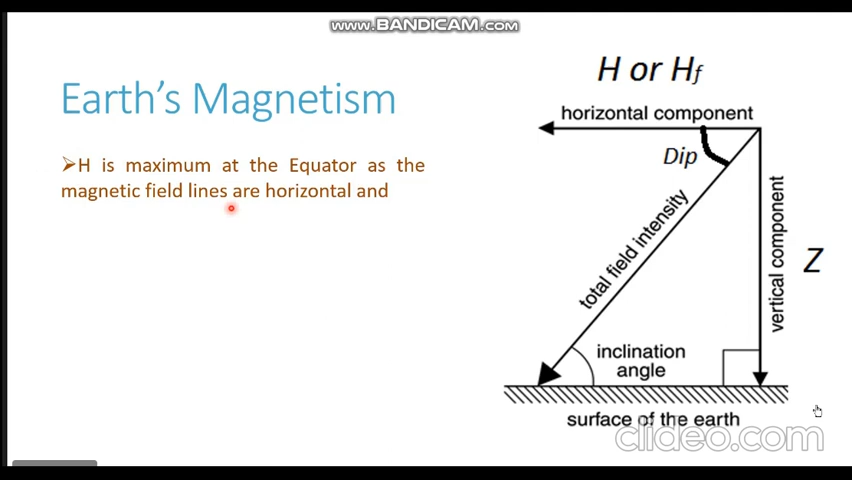 WWW.BANDICAM.COM
Earth's Magnetism
➢H is maximum at the Equator as the
magnetic field lines are horizontal and
H or Hf
horizontal component
Dip
total field intensity
vertical component
Z
inclination
angle
surface of the earth
clideo.com